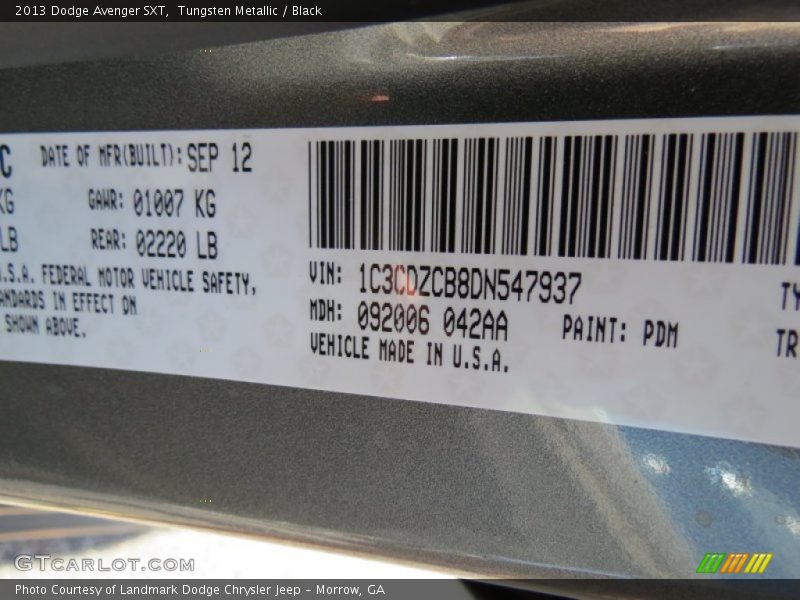 2013 Dodge Avenger SXT,  Tungsten Metallic / Black
C
DATE OF MFR(BUILT): SEP 12
KG GAWR: 01007 KG
LB REAR: 02220 LB
.S.A. FEDERAL MOTOR VEHICLE SAFETY,
ANDARDS IN EFFECT ON
SHOWN ABOVE.
VIN: 1C3CDZCB8DN547937
MDH: 092006 042AA PAINT: PDM
VEHICLE MADE IN U.S.A.
TY
TR
GTCARLOT.COM
Photo Courtesy of Landmark Dodge Chrysler Jeep – Morrow, GA